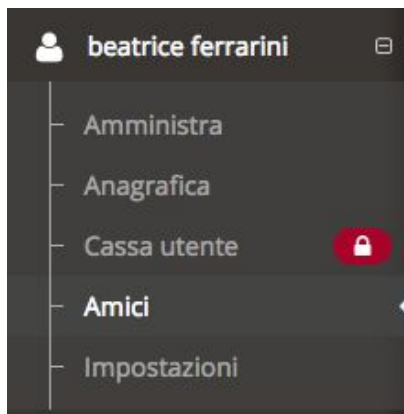 beatrice ferrarini
Amministra
Anagrafica
Cassa utente
Amici
Impostazioni